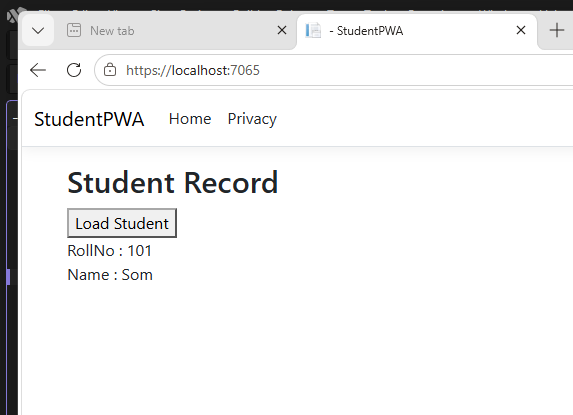 New tab
- StudentPWA
https://localhost:7065
StudentPWA Home Privacy
Student Record
Load Student
RollNo : 101
Name : Som